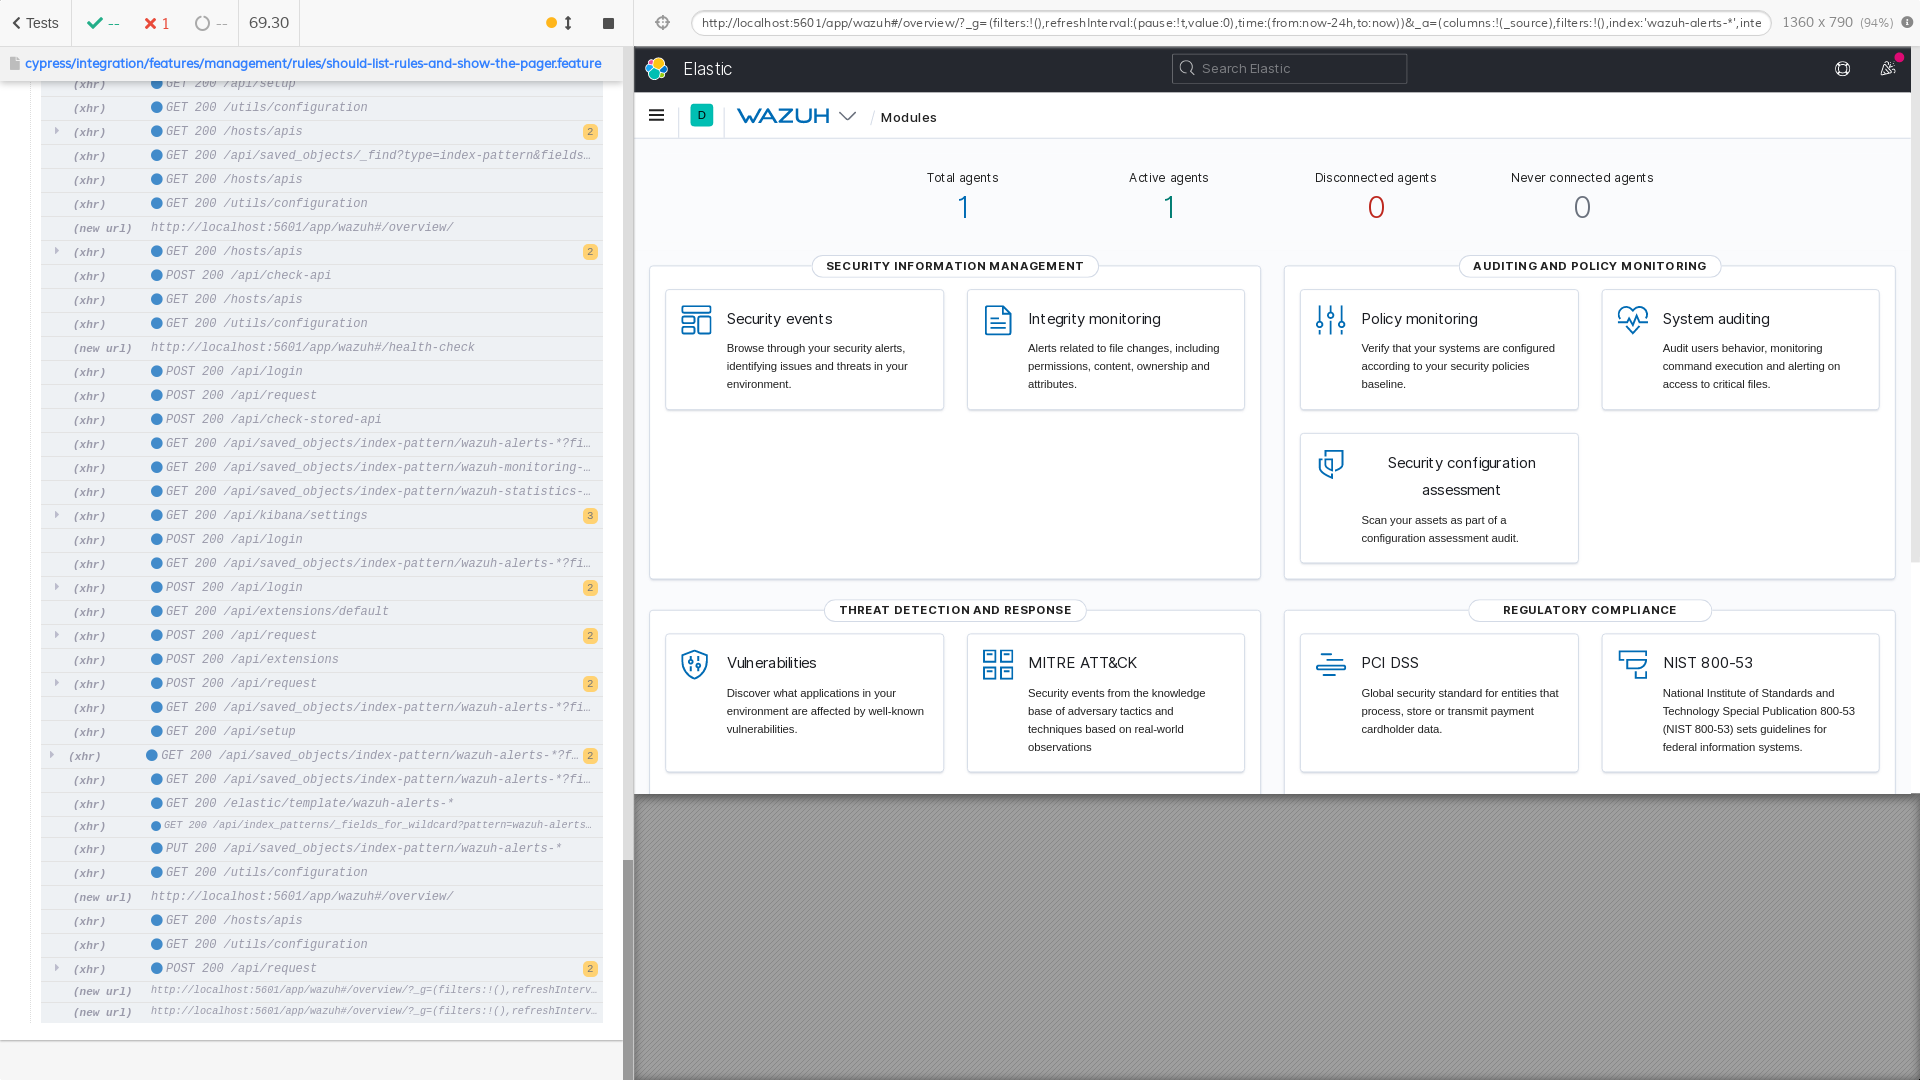 Tests
--
1
--
69.30
http://localhost:5601/app/wazuh#/overview/?_g=(filters:!(),refreshInterval:(pause:!t,value:0),time:(from:now-24h,to:now))&_a=(columns:!(_source),filters:!(),index:'wazuh-alerts-*',inte
1360 x 790 (94%)
cypress/integration/features/management/rules/should-list-rules-and-show-the-pager.feature
(xhr) GET 200 /api/setup
(xhr) GET 200 /utils/configuration
(xhr) GET 200 /hosts/apis 2
(xhr) GET 200 /api/saved_objects/_find?type=index-pattern&fields…
(xhr) GET 200 /hosts/apis
(xhr) GET 200 /utils/configuration
(new url) http://localhost:5601/app/wazuh#/overview/
(xhr) GET 200 /hosts/apis 2
(xhr) POST 200 /api/check-api
(xhr) GET 200 /hosts/apis
(xhr) GET 200 /utils/configuration
(new url) http://localhost:5601/app/wazuh#/health-check
(xhr) POST 200 /api/login
(xhr) POST 200 /api/request
(xhr) POST 200 /api/check-stored-api
(xhr) GET 200 /api/saved_objects/index-pattern/wazuh-alerts-*?fi…
(xhr) GET 200 /api/saved_objects/index-pattern/wazuh-monitoring-…
(xhr) GET 200 /api/saved_objects/index-pattern/wazuh-statistics-…
(xhr) GET 200 /api/kibana/settings 3
(xhr) POST 200 /api/login
(xhr) GET 200 /api/saved_objects/index-pattern/wazuh-alerts-*?fi…
(xhr) POST 200 /api/login 2
(xhr) GET 200 /api/extensions/default
(xhr) POST 200 /api/request 2
(xhr) POST 200 /api/extensions
(xhr) POST 200 /api/request 2
(xhr) GET 200 /api/saved_objects/index-pattern/wazuh-alerts-*?fi…
(xhr) GET 200 /api/setup
(xhr) GET 200 /api/saved_objects/index-pattern/wazuh-alerts-*?f… 2
(xhr) GET 200 /api/saved_objects/index-pattern/wazuh-alerts-*?fi…
(xhr) GET 200 /elastic/template/wazuh-alerts-*
(xhr) GET 200 /api/index_patterns/_fields_for_wildcard?pattern=wazuh-alerts…
(xhr) PUT 200 /api/saved_objects/index-pattern/wazuh-alerts-*
(xhr) GET 200 /utils/configuration
(new url) http://localhost:5601/app/wazuh#/overview/
(xhr) GET 200 /hosts/apis
(xhr) GET 200 /utils/configuration
(xhr) POST 200 /api/request 2
(new url) http://localhost:5601/app/wazuh#/overview/?_g=(filters:!(),refreshInterv…
(new url) http://localhost:5601/app/wazuh#/overview/?_g=(filters:!(),refreshInterv…
Elastic
Search Elastic
D
WAZUH
/ Modules
Total agents
1
Active agents
1
Disconnected agents
0
Never connected agents
0
SECURITY INFORMATION MANAGEMENT
Security events
Browse through your security alerts,
identifying issues and threats in your
environment.
Integrity monitoring
Alerts related to file changes, including
permissions, content, ownership and
attributes.
AUDITING AND POLICY MONITORING
Policy monitoring
Verify that your systems are configured
according to your security policies
baseline.
System auditing
Audit users behavior, monitoring
command execution and alerting on
access to critical files.
Security configuration
assessment
Scan your assets as part of a
configuration assessment audit.
THREAT DETECTION AND RESPONSE
Vulnerabilities
Discover what applications in your
environment are affected by well-known
vulnerabilities.
MITRE ATT&CK
Security events from the knowledge
base of adversary tactics and
techniques based on real-world
observations
REGULATORY COMPLIANCE
PCI DSS
Global security standard for entities that
process, store or transmit payment
cardholder data.
NIST 800-53
National Institute of Standards and
Technology Special Publication 800-53
(NIST 800-53) sets guidelines for
federal information systems.